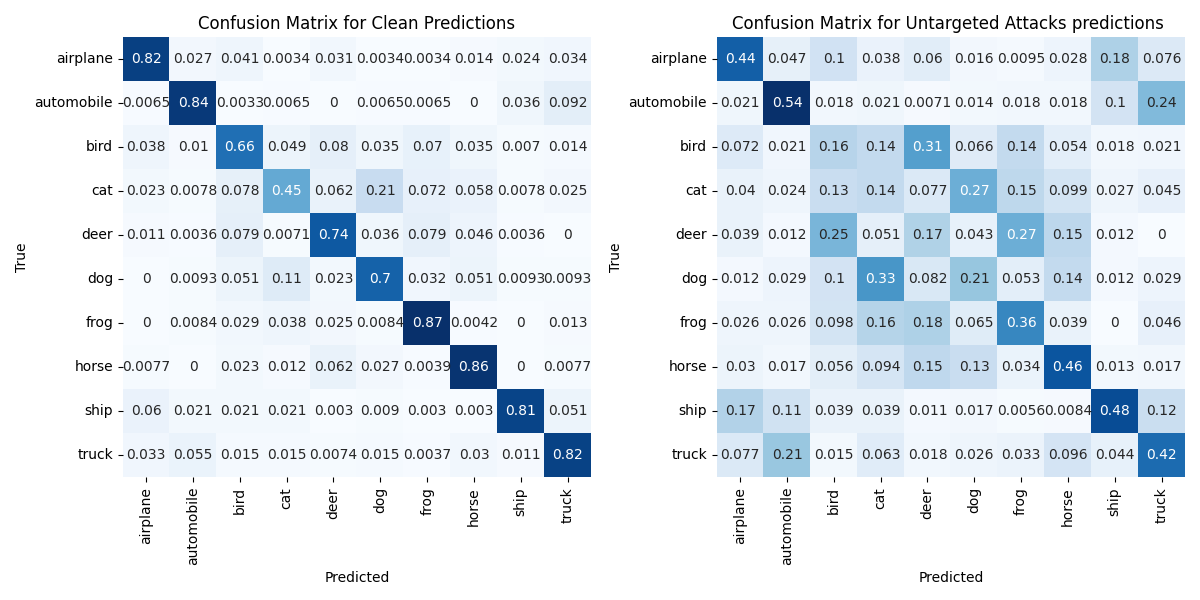 Confusion Matrix for Clean Predictions
airplane 0.82 0.027 0.041 0.0034 0.031 0.0034 0.0034 0.014 0.024 0.034
automobile 0.0065 0.84 0.0033 0.0065 0 0.0065 0.0065 0 0.036 0.092
bird 0.038 0.01 0.66 0.049 0.08 0.035 0.07 0.035 0.007 0.014
cat 0.023 0.0078 0.078 0.45 0.062 0.21 0.072 0.058 0.0078 0.025
deer 0.011 0.0036 0.079 0.0071 0.74 0.036 0.079 0.046 0.0036 0
dog 0 0.0093 0.051 0.11 0.023 0.7 0.032 0.051 0.0093 0.0093
frog 0 0.0084 0.029 0.038 0.025 0.0084 0.87 0.0042 0 0.013
horse 0.0077 0 0.023 0.012 0.062 0.027 0.0039 0.86 0 0.0077
ship 0.06 0.021 0.021 0.021 0.003 0.009 0.003 0.003 0.81 0.051
truck 0.033 0.055 0.015 0.015 0.0074 0.015 0.0037 0.03 0.011 0.82
airplane automobile bird cat deer dog frog horse ship truck
True
Predicted
Confusion Matrix for Untargeted Attacks predictions
airplane 0.44 0.047 0.1 0.038 0.06 0.016 0.0095 0.028 0.18 0.076
automobile 0.021 0.54 0.018 0.021 0.0071 0.014 0.018 0.018 0.1 0.24
bird 0.072 0.021 0.16 0.14 0.31 0.066 0.14 0.054 0.018 0.021
cat 0.04 0.024 0.13 0.14 0.077 0.27 0.15 0.099 0.027 0.045
deer 0.039 0.012 0.25 0.051 0.17 0.043 0.27 0.15 0.012 0
dog 0.012 0.029 0.1 0.33 0.082 0.21 0.053 0.14 0.012 0.029
frog 0.026 0.026 0.098 0.16 0.18 0.065 0.36 0.039 0 0.046
horse 0.03 0.017 0.056 0.094 0.15 0.13 0.034 0.46 0.013 0.017
ship 0.17 0.11 0.039 0.039 0.011 0.017 0.0056 0.0084 0.48 0.12
truck 0.077 0.21 0.015 0.063 0.018 0.026 0.033 0.096 0.044 0.42
airplane automobile bird cat deer dog frog horse ship truck
True
Predicted